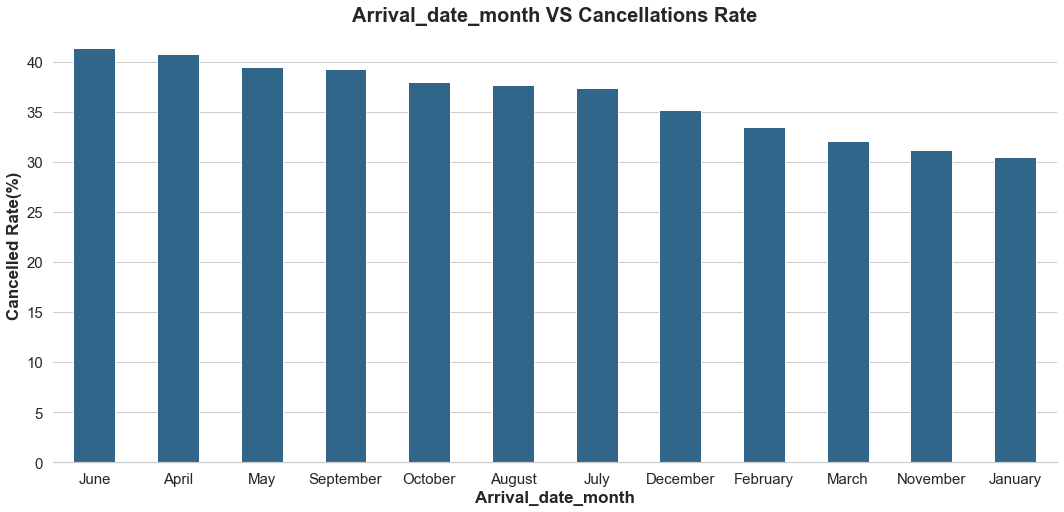 Arrival_date_month VS Cancellations Rate
Cancelled Rate(%)
40
35
30
25
20
15
10
5
0
June April May September October August July December February March November January
Arrival_date_month